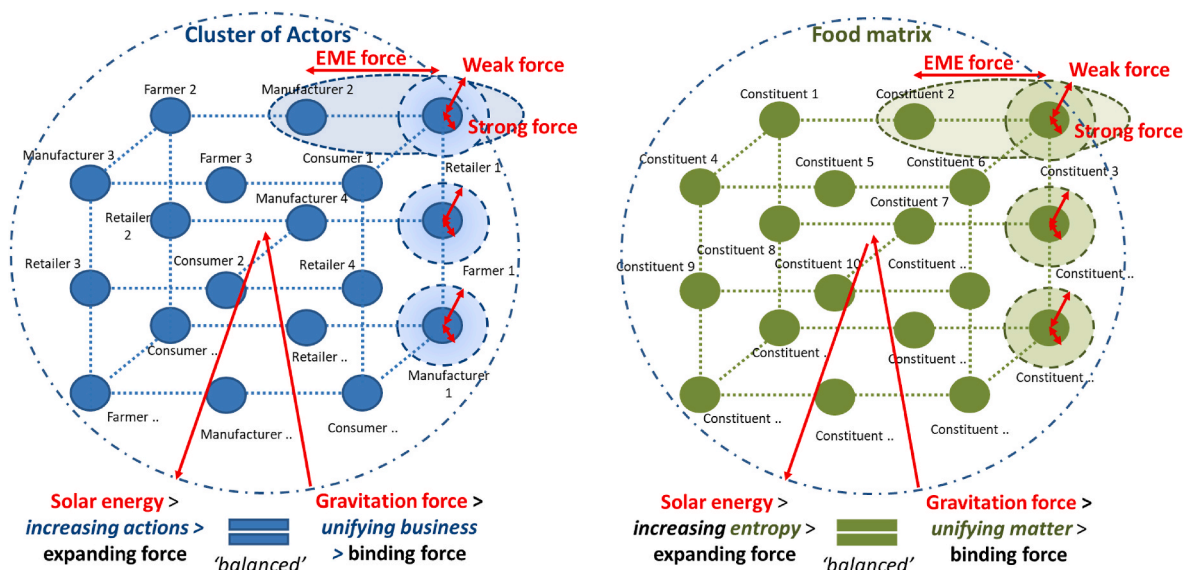 Cluster of Actors
EME force
Weak force
Farmer 2
Manufacturer 2
Strong force
Manufacturer 3
Farmer 3
Consumer 1
Retailer 1
Manufacturer 4
Retailer
2
Retailer 3
Consumer 2
Retailer 4
Farmer 1
Consumer ..
Retailer ..
Manufacturer
1
Farmer ..
Manufacturer ..
Consumer ..
Solar energy >
increasing actions >
expanding force
'balanced'
Gravitation force >
unifying business
> binding force
Food matrix
EME force
Weak force
Constituent 1
Constituent 2
Strong force
Constituent 4
Constituent 5
Constituent 6
Constituent 3
Constituent 7
Constituent 8
Constituent 9
Constituent 10
Constituent ..
Constituent ..
Constituent ..
Constituent ..
Constituent ..
Constituent ..
Constituent ..
Constituent ..
Solar energy >
increasing entropy >
expanding force
'balanced'
Gravitation force >
unifying matter >
binding force